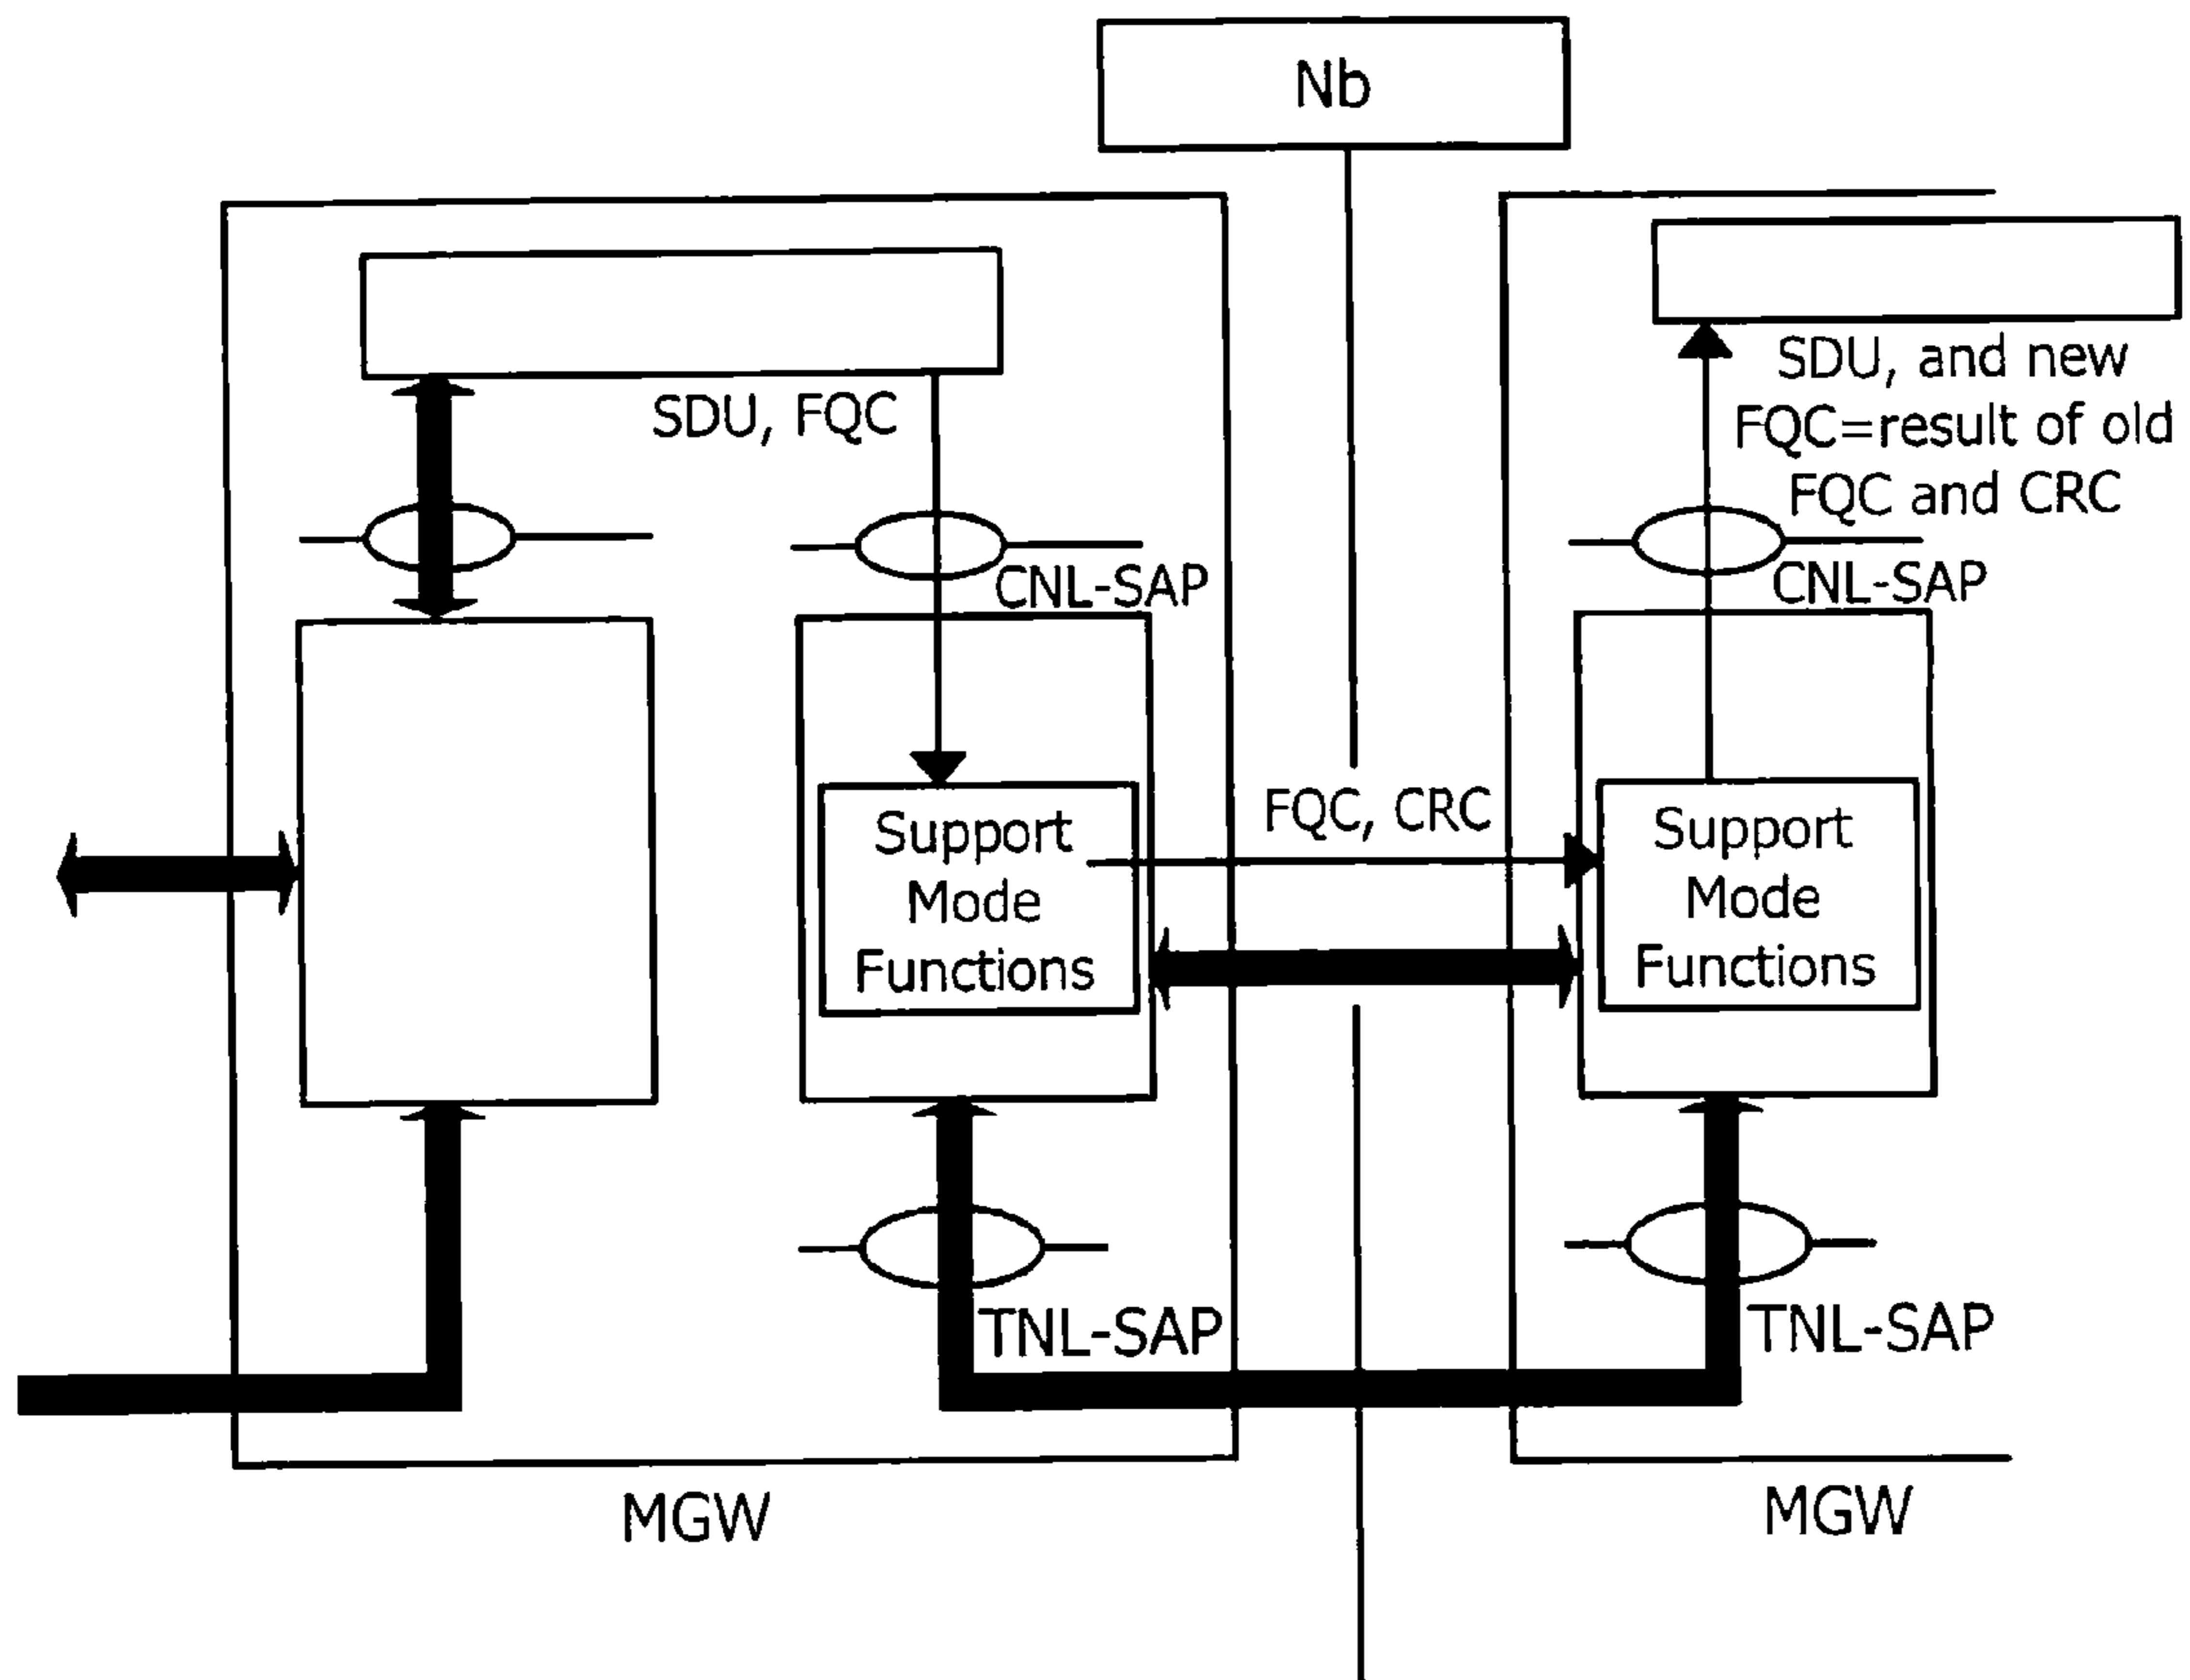 Nb
SDU, FQC
SDU, and new
FQC=result of old
FQC and CRC
CNL-SAP
CNL-SAP
FQC, CRC
Support
Mode
Functions
Support
Mode
Functions
TNL-SAP
TNL-SAP
MGW
MGW